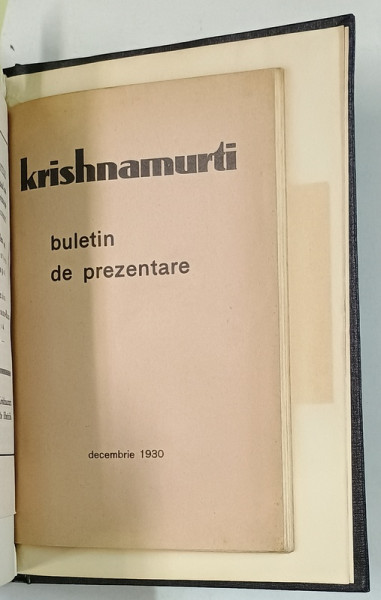 krishnamurti
buletin
de prezentare
decembrie 1930